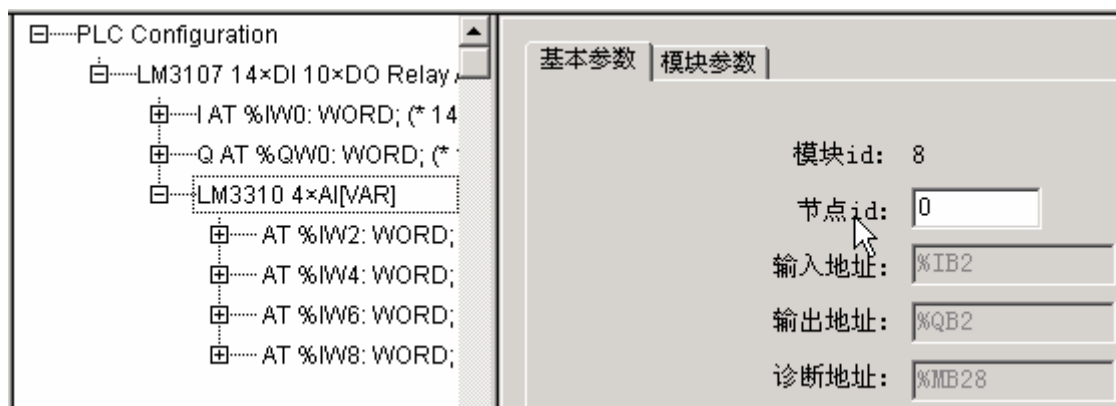 PLC Configuration
LM3107 14×DI 10×DO Relay
I AT %IW0: WORD; (* 14
Q AT %QW0: WORD; (*
LM3310 4×AI[VAR]
AT %IW2: WORD;
AT %IW4: WORD;
AT %IW6: WORD;
AT %IW8: WORD;
基本参数 模块参数
模块id: 8
节点id: 0
输入地址: %IB2
输出地址: %QB2
诊断地址: %MB28